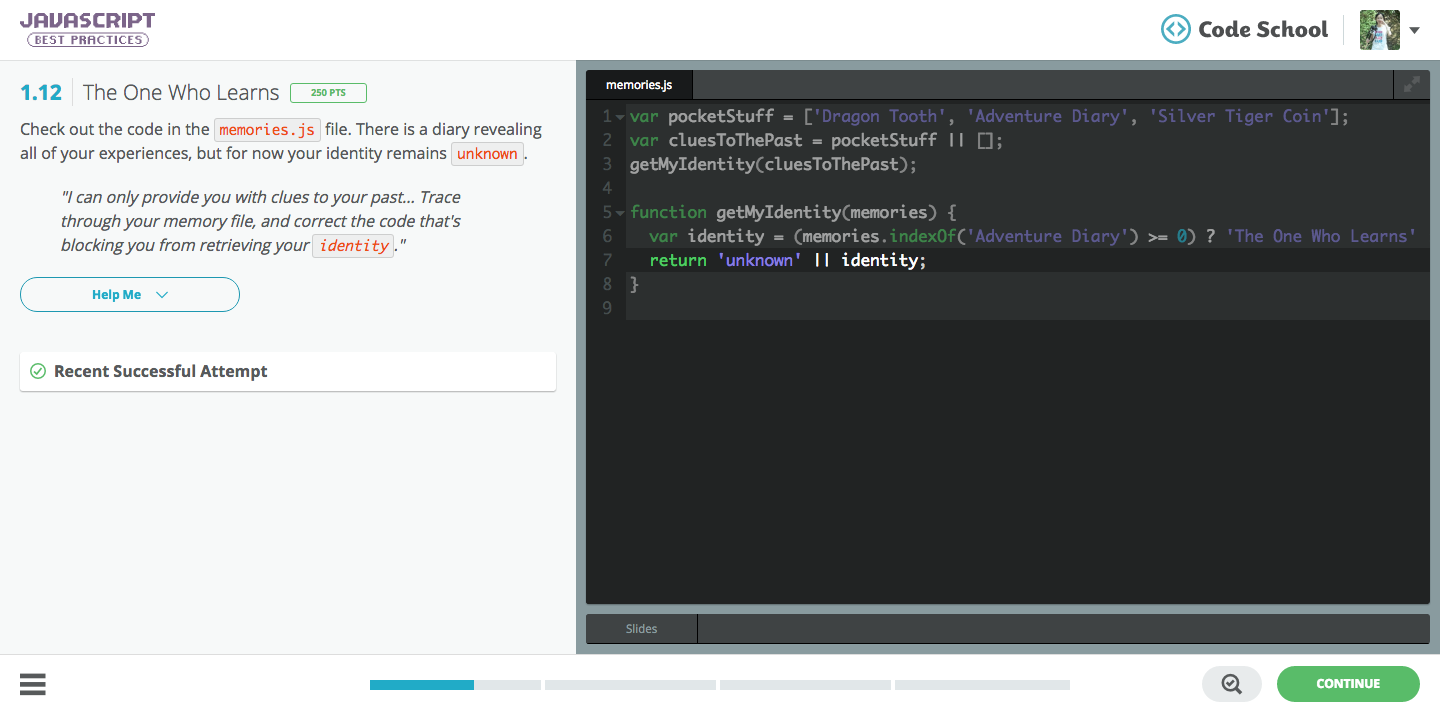 JAVASCRIPT
BEST PRACTICES
Code School
1.12 The One Who Learns 250 PTS
Check out the code in the memories.js file. There is a diary revealing
all of your experiences, but for now your identity remains unknown.
"I can only provide you with clues to your past... Trace
through your memory file, and correct the code that's
blocking you from retrieving your identity."
Help Me
Recent Successful Attempt
memories.js
1 var pocketStuff = ['Dragon Tooth', 'Adventure Diary', 'Silver Tiger Coin'];
2 var cluesToThePast = pocketStuff || [];
3 getMyIdentity(cluesToThePast);
4
5 function getMyIdentity(memories) {
6 var identity = (memories.indexOf('Adventure Diary') >= 0) ? 'The One Who Learns'
7 return 'unknown' || identity;
8 }
9
Slides
CONTINUE